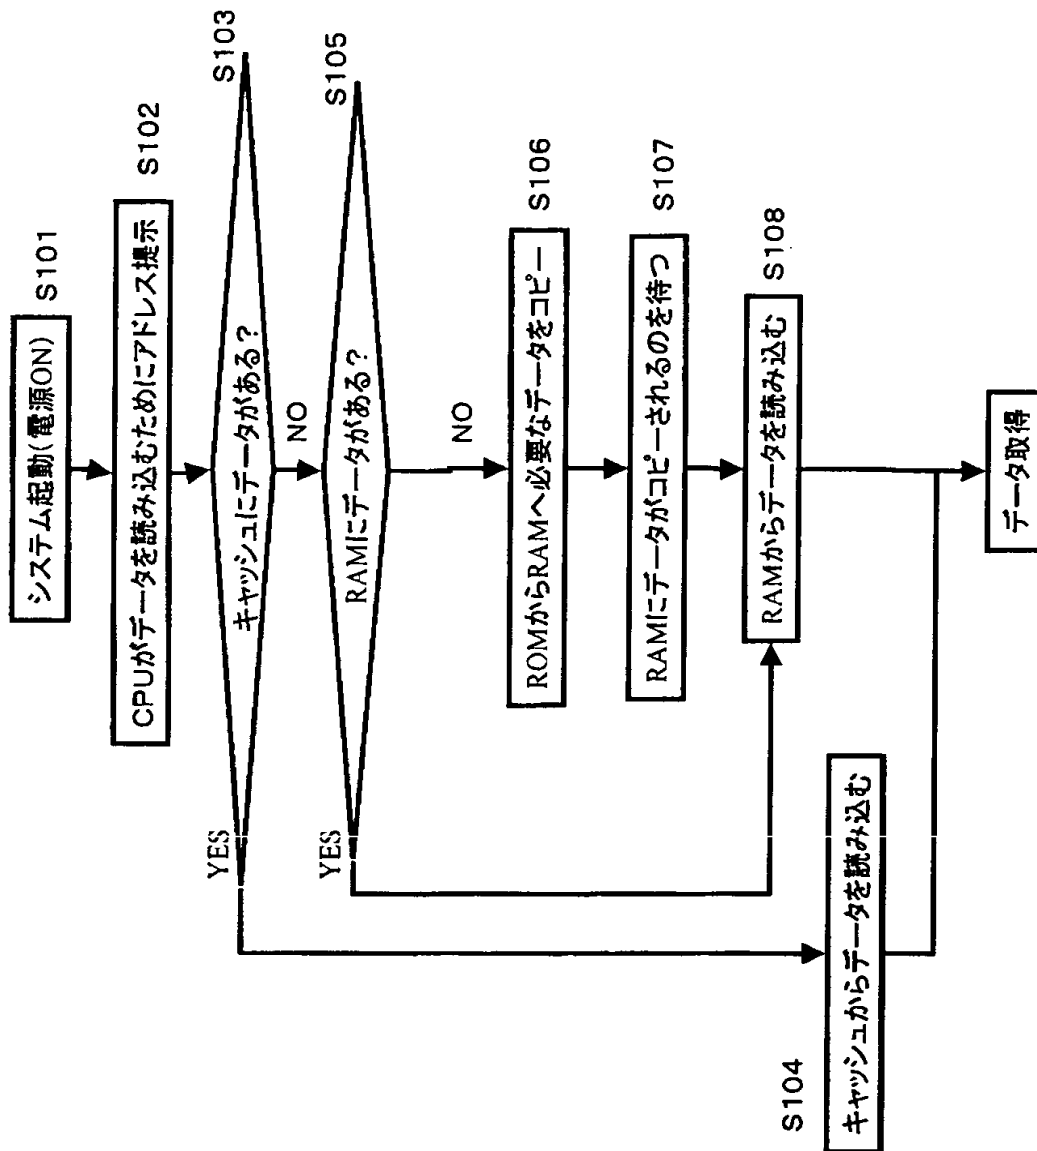 システム起動(電源ON)
S101
CPUがデータを読み込むためにアドレス提示
S102
キャッシュにデータがある?
S103
YES
NO
RAMにデータがある?
S105
YES
NO
ROMからRAMへ必要なデータをコピー
S106
RAMにデータがコピーされるのを待つ
S107
RAMからデータを読み込む
S108
キャッシュからデータを読み込む
S104
データ取得